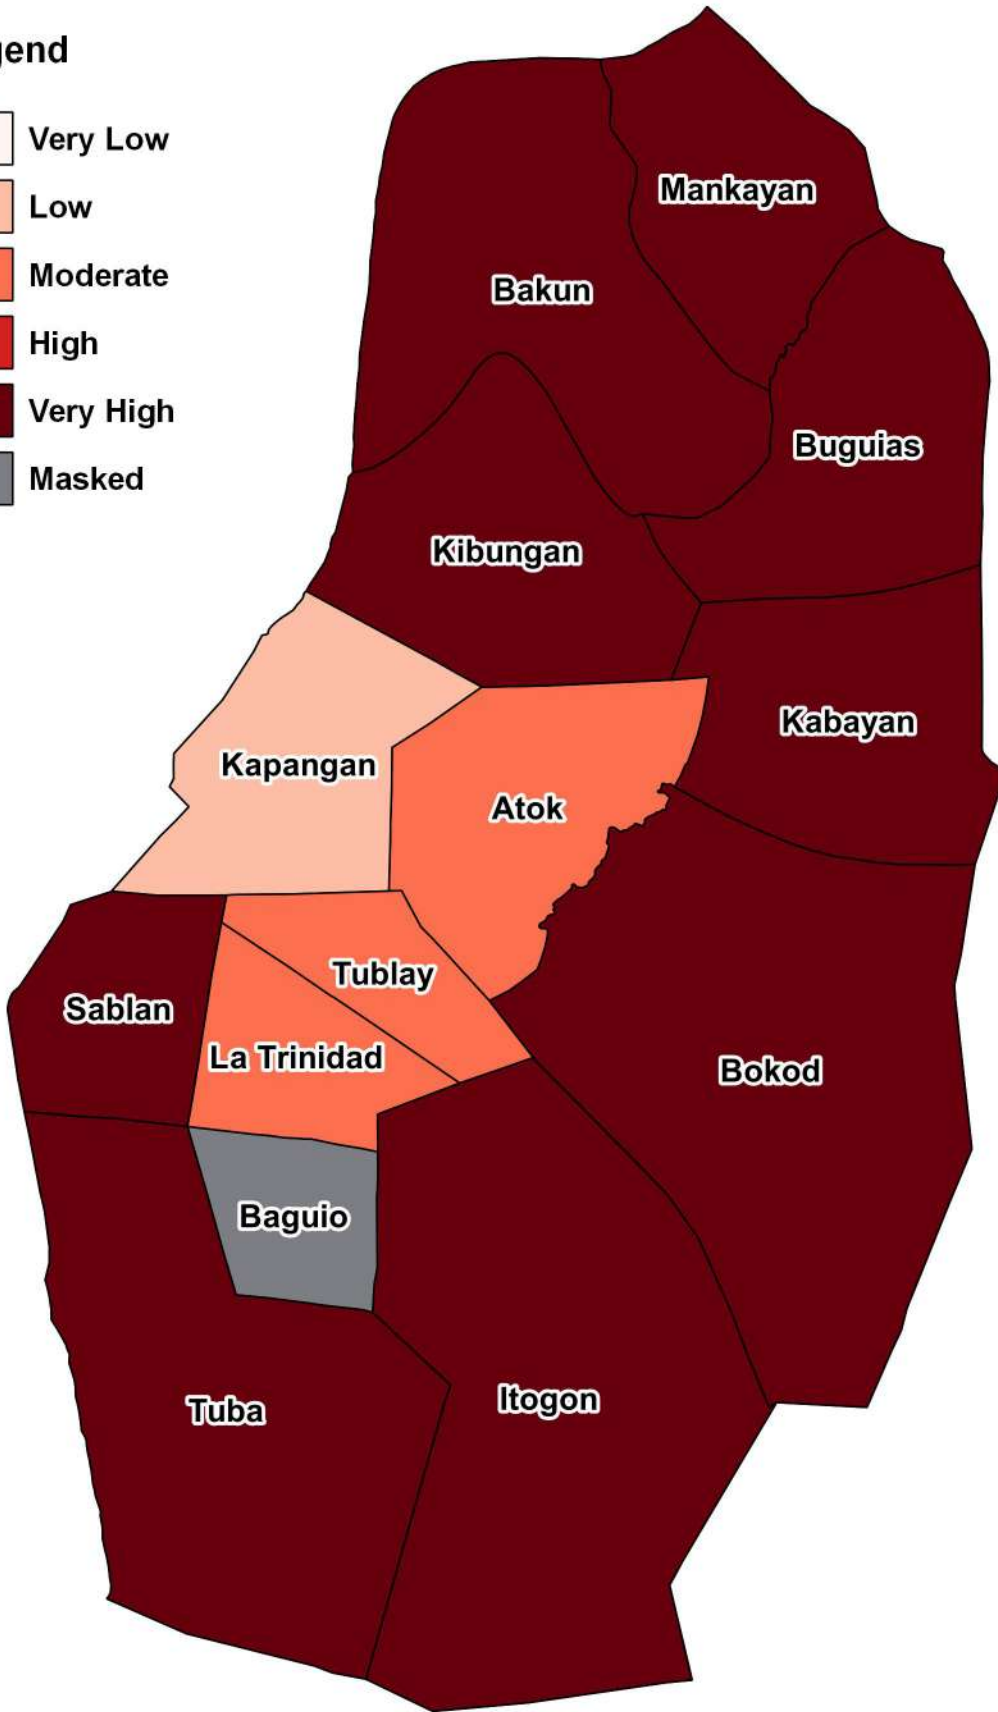 gend
Very Low
Low
Moderate
High
Very High
Masked
Mankayan
Bakun
Buguias
Kibungan
Kabayan
Kapangan
Atok
Tublay
Sablan
La Trinidad
Bokod
Baguio
Itogon
Tuba